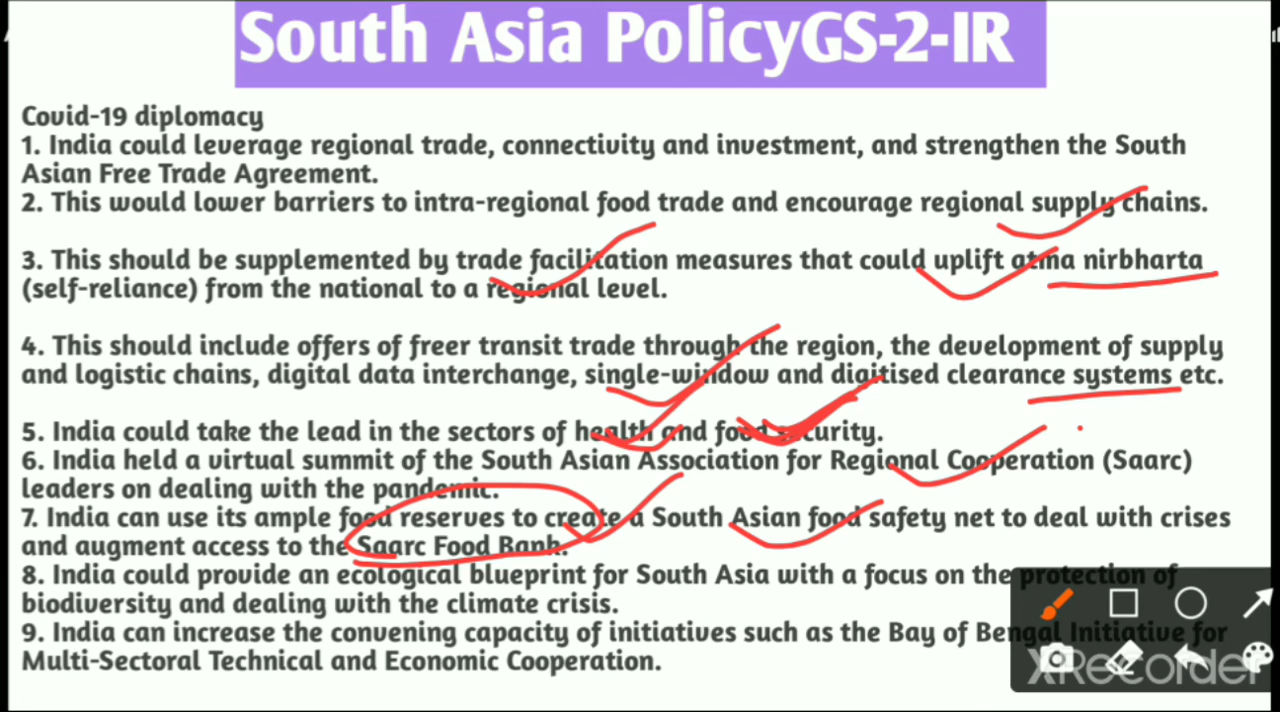 South Asia PolicyGS-2-IR
Covid-19 diplomacy
1. India could leverage regional trade, connectivity and investment, and strengthen the South
Asian Free Trade Agreement.
2. This would lower barriers to intra-regional food trade and encourage regional supply chains.
3. This should be supplemented by trade facilitation measures that could uplift atma nirbharta
(self-reliance) from the national to a regional level.
4. This should include offers of freer transit trade through the region, the development of supply
and logistic chains, digital data interchange, single-window and digitised clearance systems etc.
5. India could take the lead in the sectors of health and food security.
6. India held a virtual summit of the South Asian Association for Regional Cooperation (Saarc)
leaders on dealing with the pandemic.
7. India can use its ample food reserves to create a South Asian food safety net to deal with crises
and augment access to the Saarc Food Bank.
8. India could provide an ecological blueprint for South Asia with a focus on the protection of
biodiversity and dealing with the climate crisis.
9. India can increase the convening capacity of initiatives such as the Bay of Bengal Initiative for
Multi-Sectoral Technical and Economic Cooperation.
XRecorder